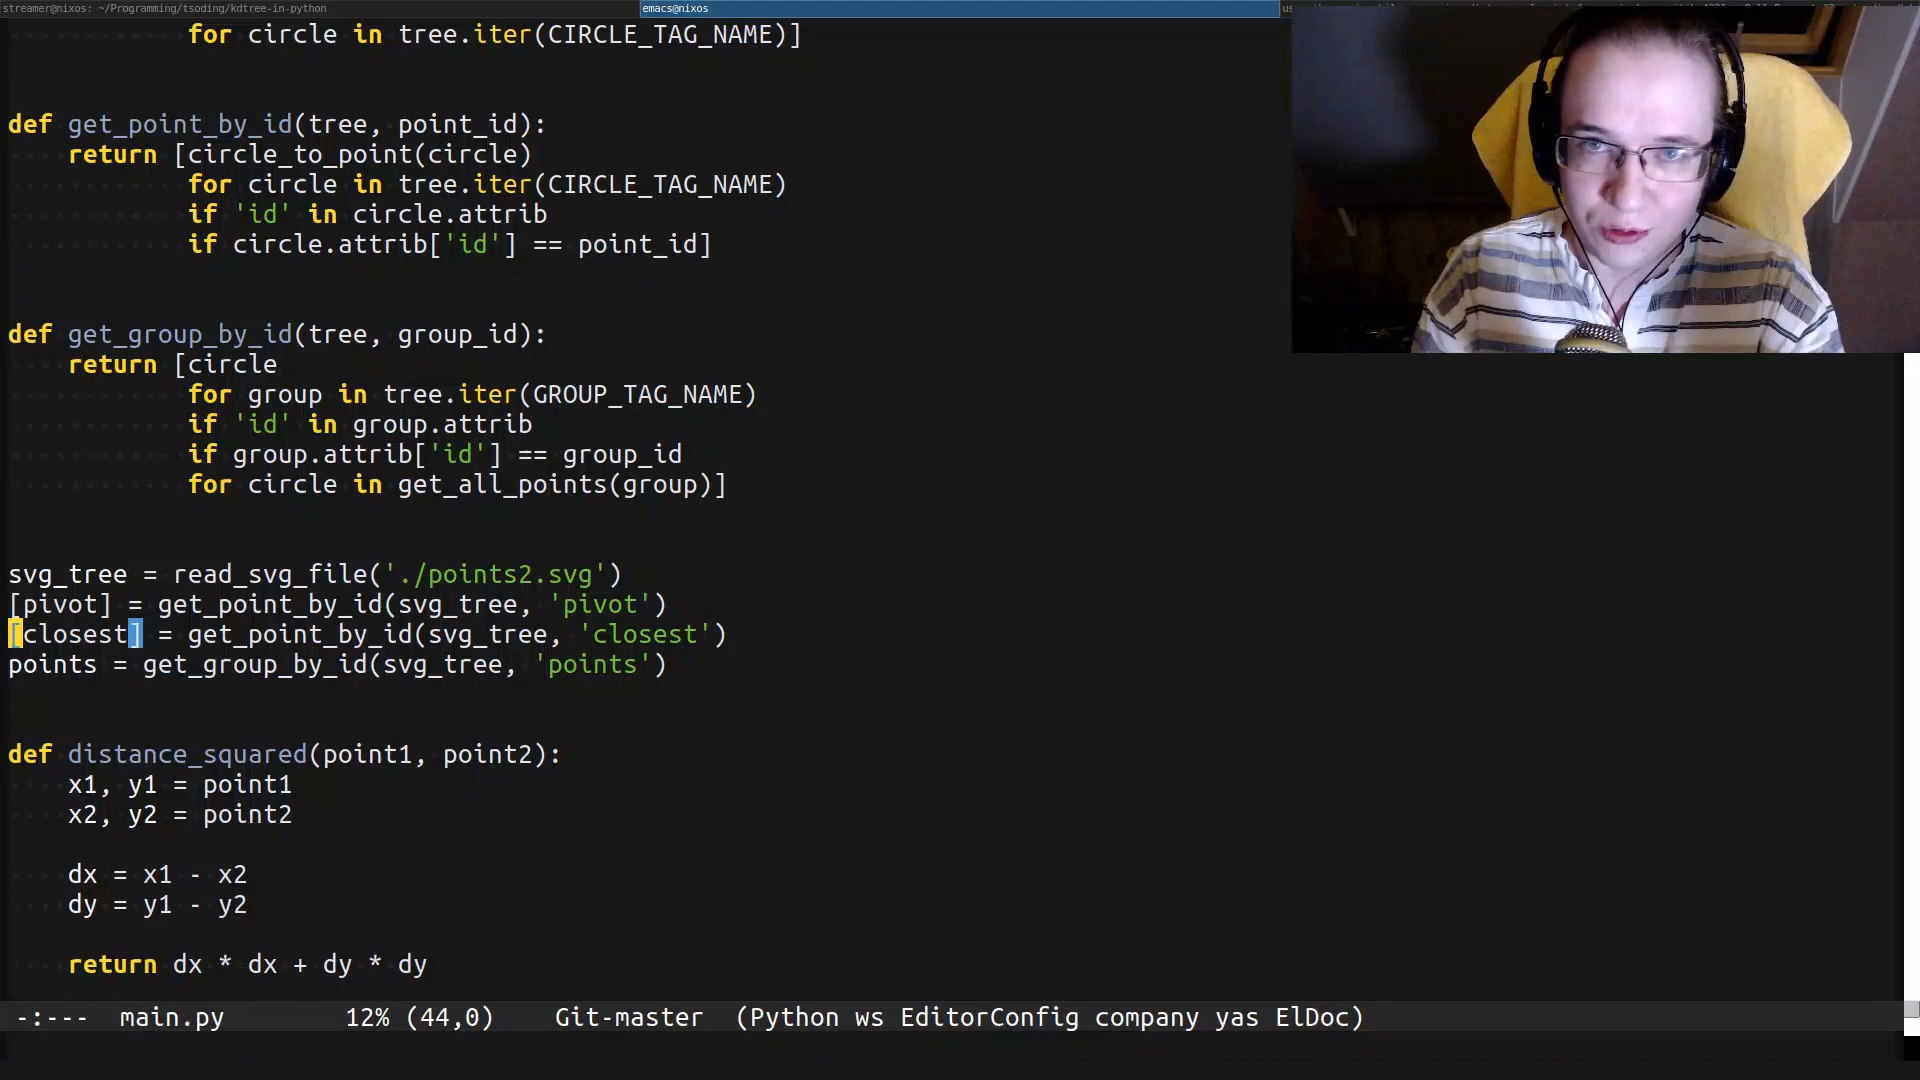 streamer@nixos: ~/Programming/tsoding/kdtree-in-python
emacs@nixos
for circle in tree.iter(CIRCLE_TAG_NAME)]
def get_point_by_id(tree, point_id):
return [circle_to_point(circle)
for circle in tree.iter(CIRCLE_TAG_NAME)
if 'id' in circle.attrib
if circle.attrib['id'] == point_id]
def get_group_by_id(tree, group_id):
return [circle
for group in tree.iter(GROUP_TAG_NAME)
if 'id' in group.attrib
if group.attrib['id'] == group_id
for circle in get_all_points(group)]
svg_tree = read_svg_file('./points2.svg')
[pivot] = get_point_by_id(svg_tree, 'pivot')
[closest] = get_point_by_id(svg_tree, 'closest')
points = get_group_by_id(svg_tree, 'points')
def distance_squared(point1, point2):
x1, y1 = point1
x2, y2 = point2
dx = x1 - x2
dy = y1 - y2
return dx * dx + dy * dy
-:--- main.py 12% (44,0) Git-master (Python ws EditorConfig company yas ElDoc)